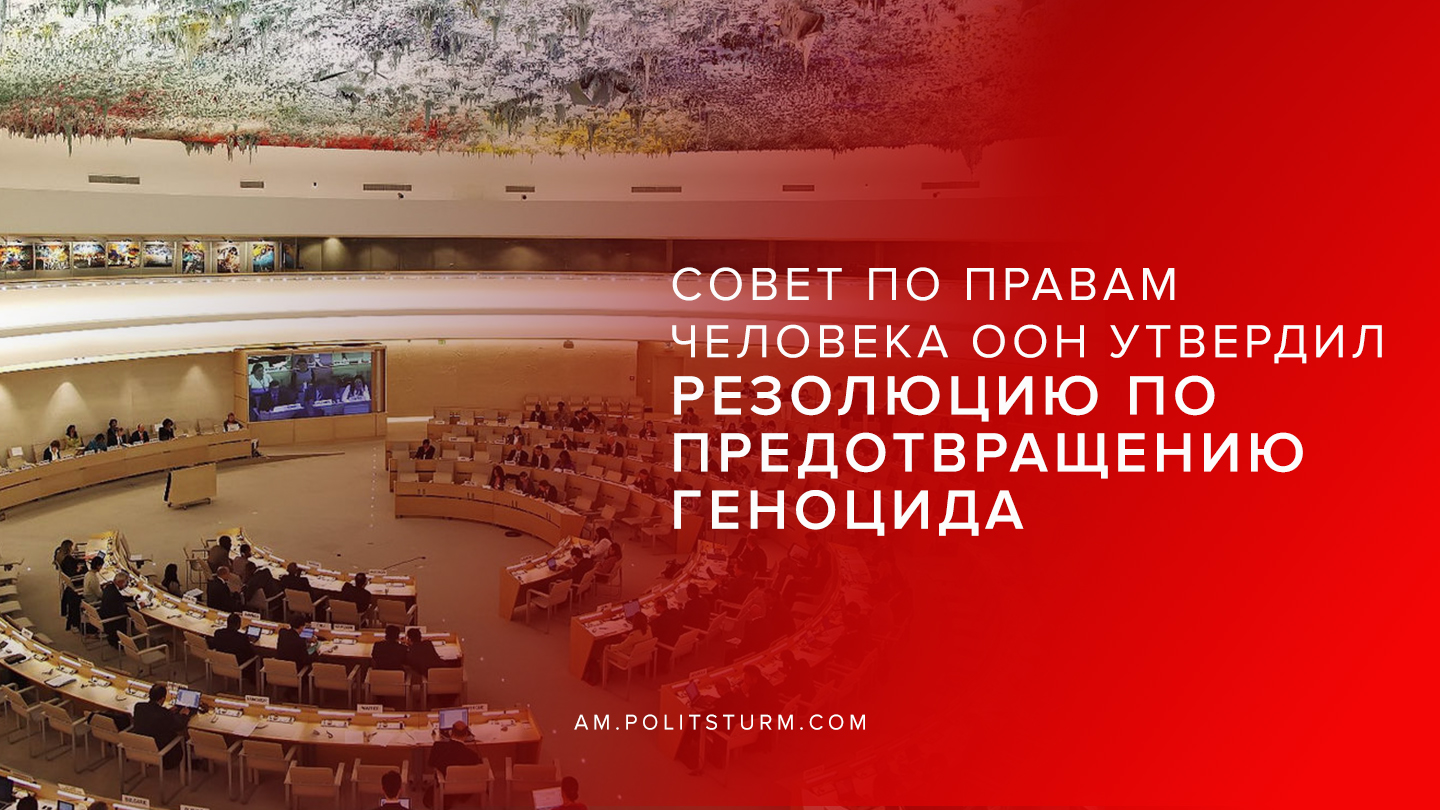 СОВЕТ ПО ПРАВАМ
ЧЕЛОВЕКА ООН УТВЕРДИЛ
РЕЗОЛЮЦИЮ ПО
ПРЕДОТВРАЩЕНИЮ
ГЕНОЦИДА
AM.POLITSTURM.COM